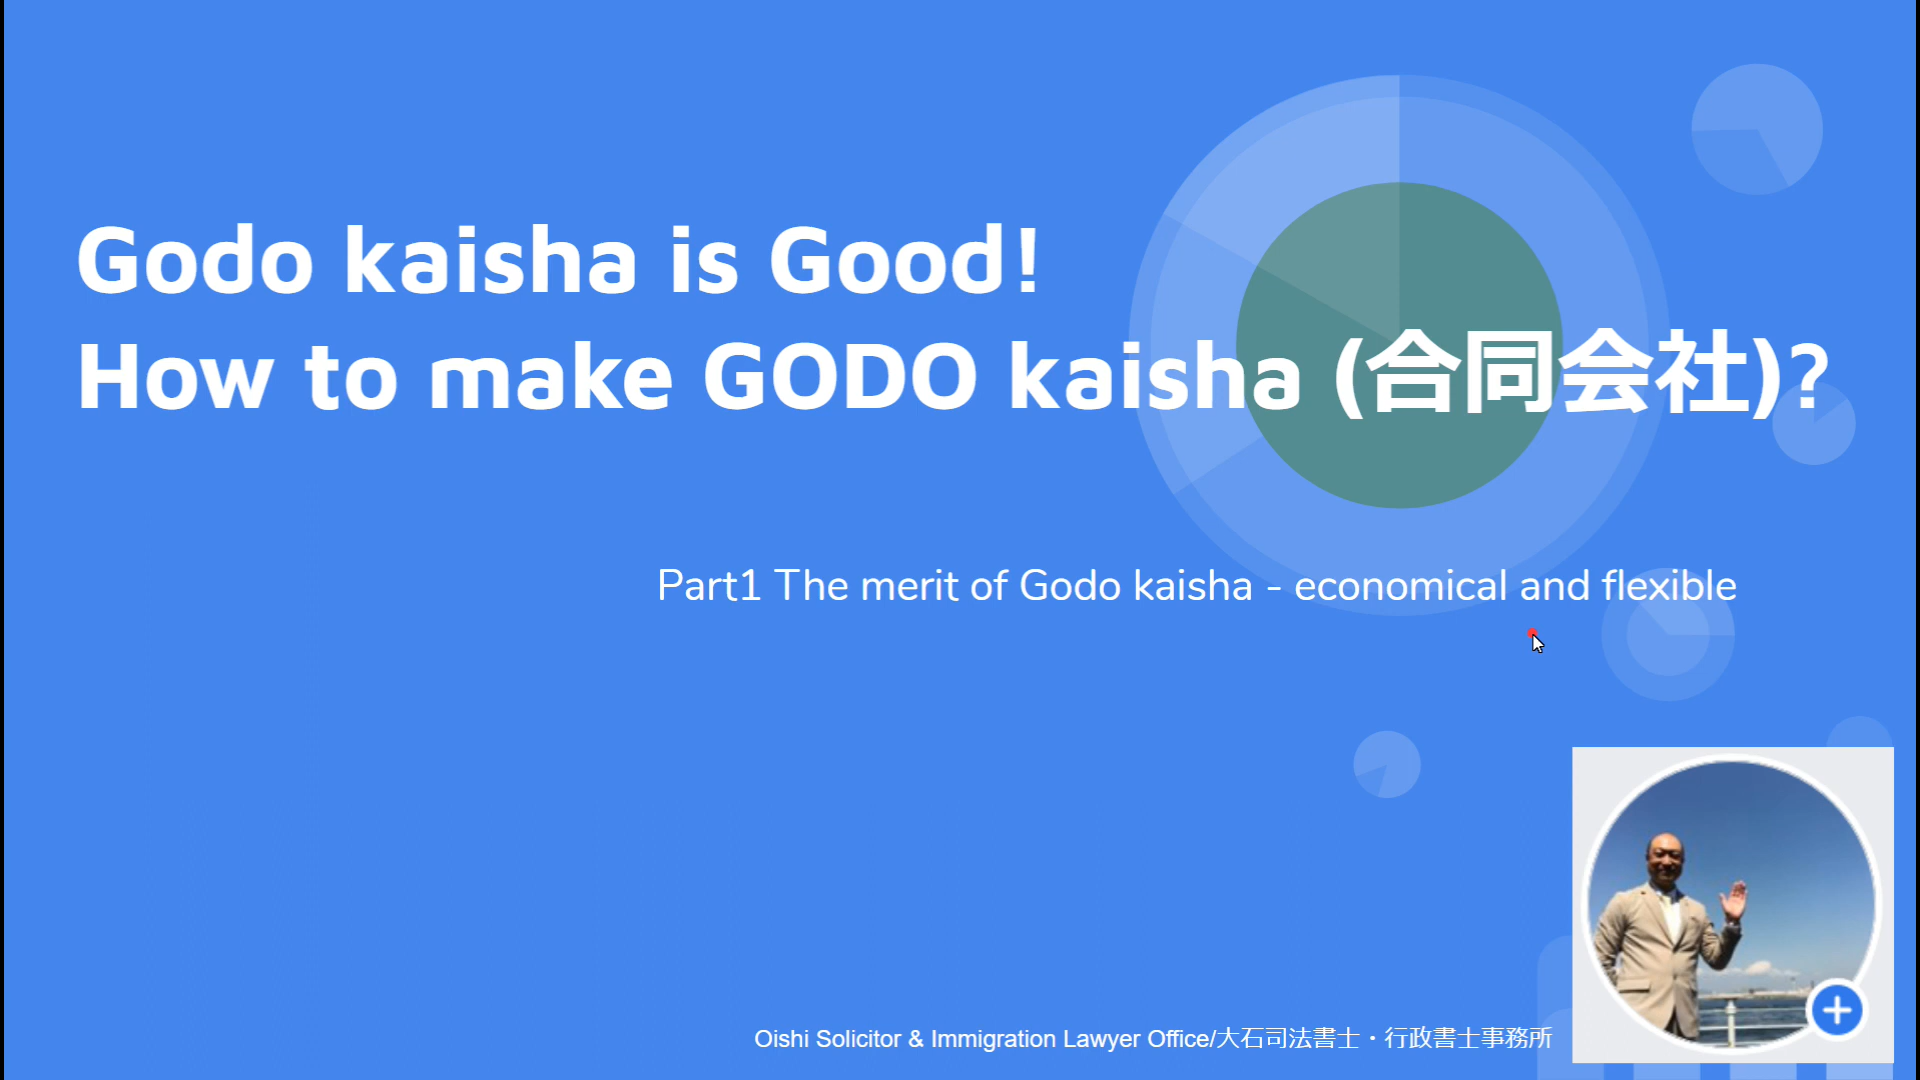 Godo kaisha is Good!
How to make GODO kaisha (合同会社)?
Part1 The merit of Godo kaisha - economical and flexible
Oishi Solicitor & Immigration Lawyer Office/大石司法書士・行政書士事務所